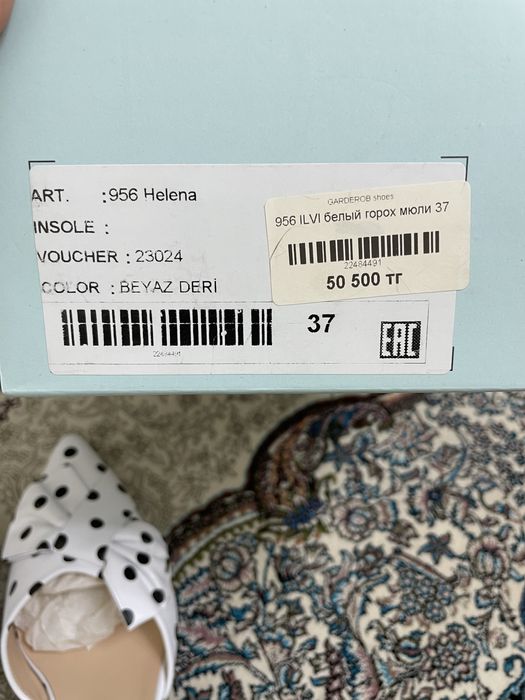 ART. :956 Helena
INSOLE :
VOUCHER : 23024
COLOR : BEYAZ DERİ
37
EAC
22484491
GARDEROB shoes
956 ILVI белый горох мюли 37
22484491
50 500 тг